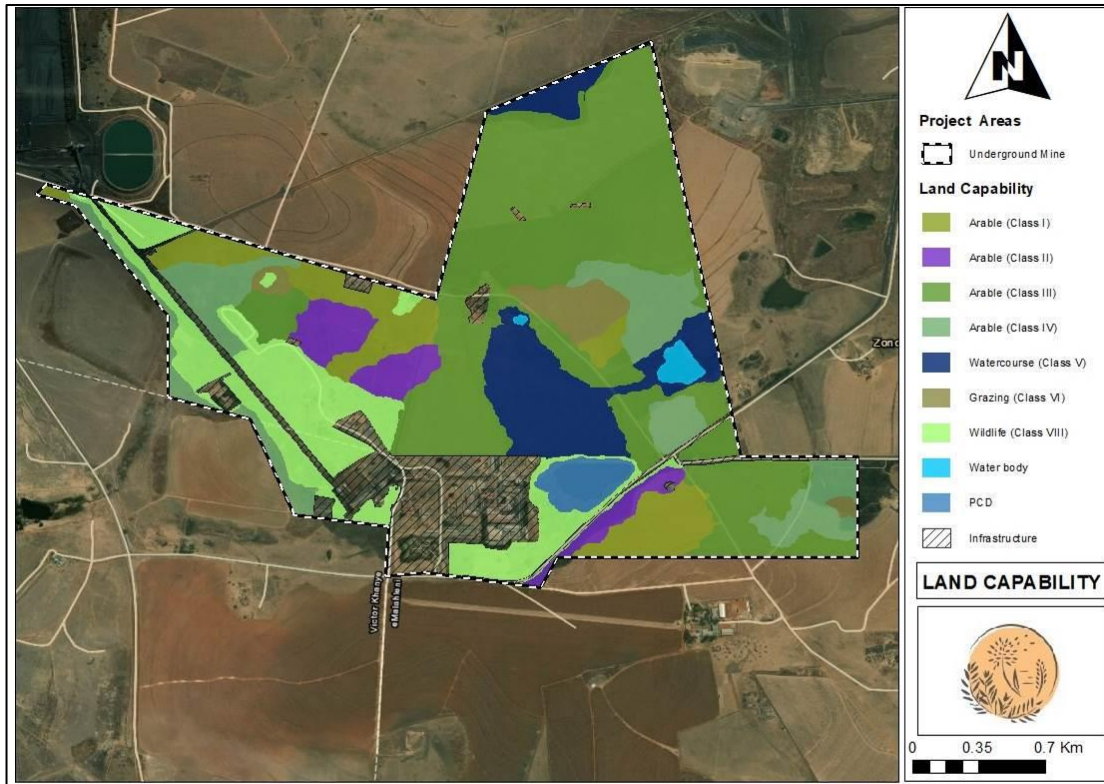 Zond
Victor Khanye
eMalahleni
N
Project Areas
Underground Mine
Land Capability
Arable (Class I)
Arable (Class II)
Arable (Class III)
Arable (Class IV)
Watercourse (Class V)
Grazing (Class VI)
Wildlife (Class VIII)
Water body
PCD
Infrastructure
LAND CAPABILITY
0 0.35 0.7 Km